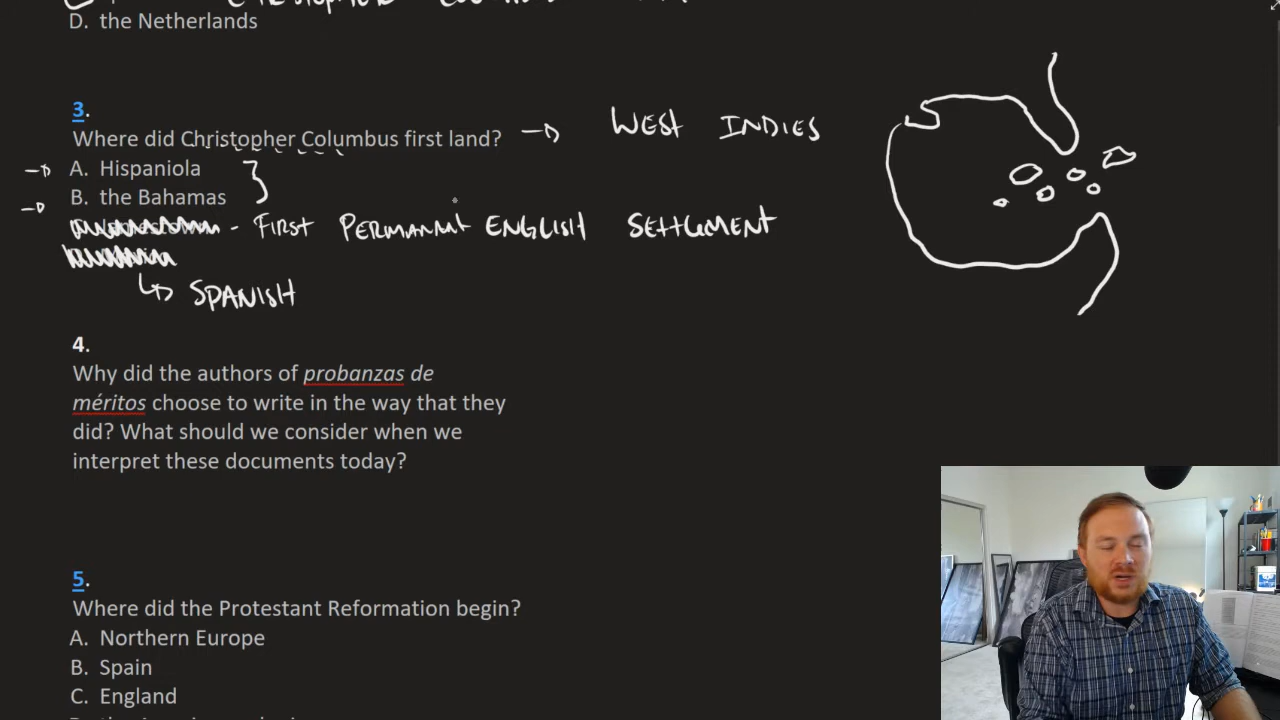 D. the Netherlands
3.
Where did Christopher Columbus first land? → WEST INDIES
A. Hispaniola
B. the Bahamas
- FIRST PERMANNT ENGLISH SETTLEMENT
SPANISH
4.
Why did the authors of probanzas de
méritos choose to write in the way that they
did? What should we consider when we
interpret these documents today?
5.
Where did the Protestant Reformation begin?
A. Northern Europe
B. Spain
C. England